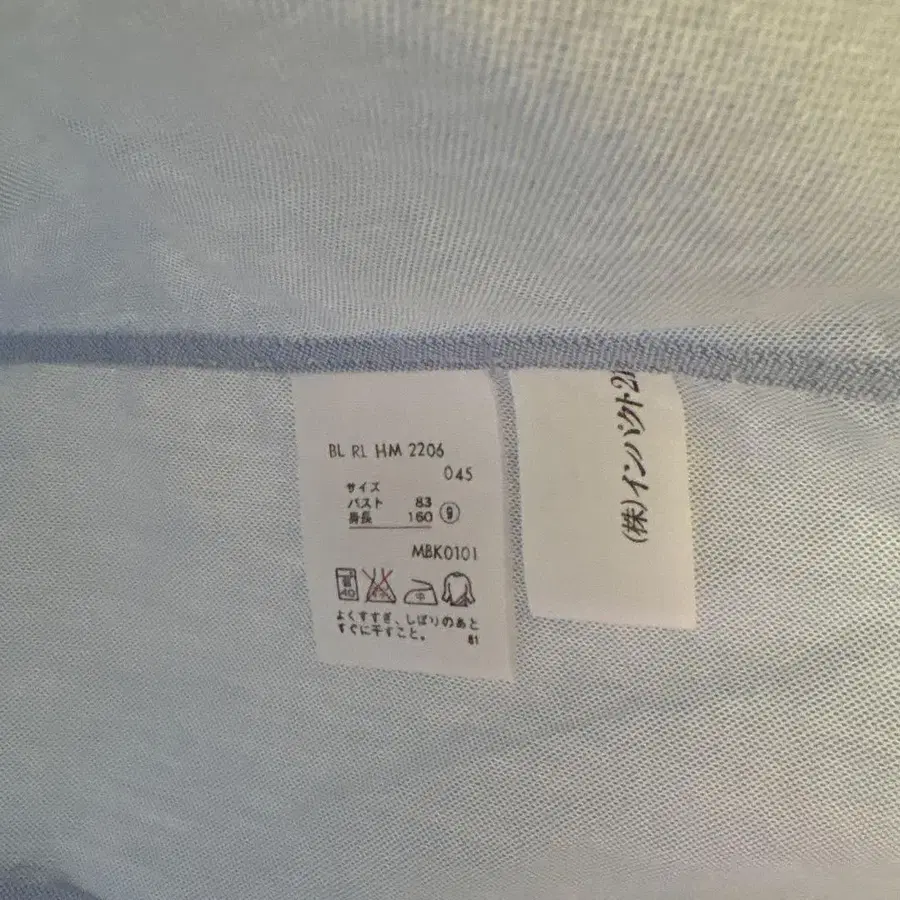 BL RL HM 2206
045
サイズ
バスト 83
身長 160 ⑨
MBK0101
40
中
よくすすぎ、しぼりのあと
すぐに干すこと。 81
(株)インパクト21